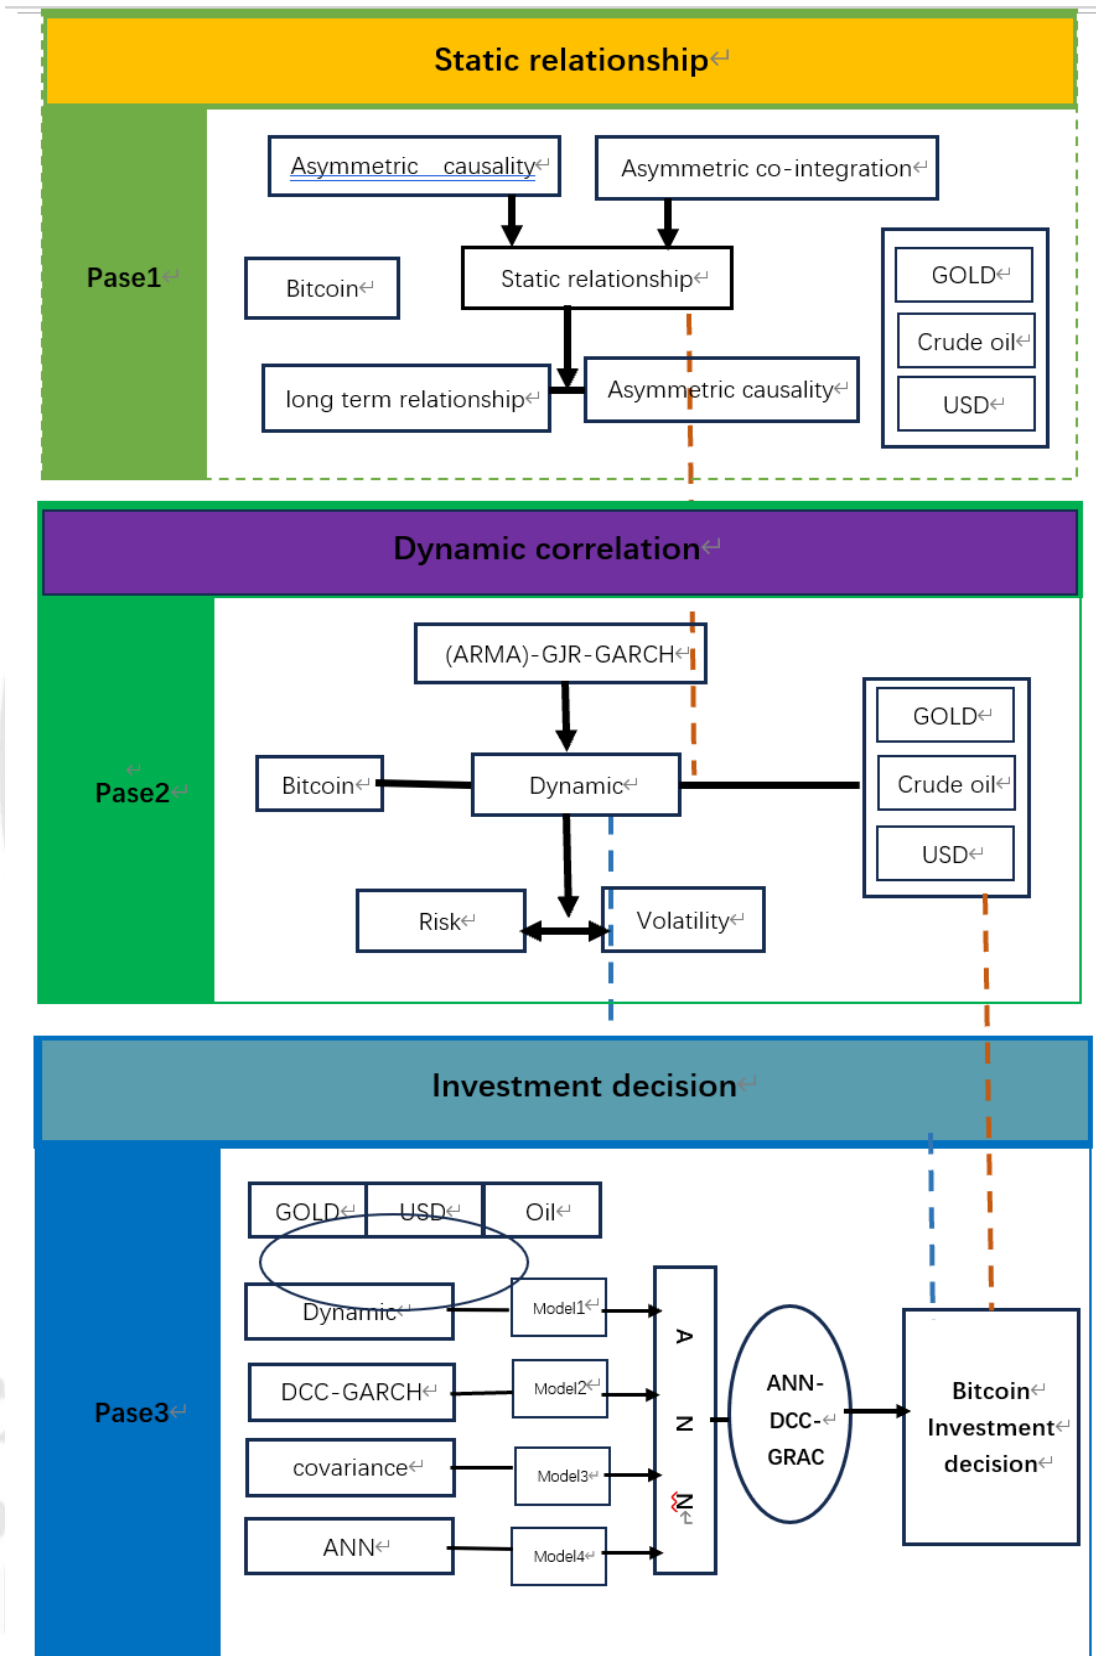 Static relationship
Asymmetric causality
Asymmetric co-integration
Pase1
Bitcoin
Static relationship
GOLD
Crude oil
USD
long term relationship
Asymmetric causality
Dynamic correlation
(ARMA)-GJR-GARCH
Pase2
Bitcoin
Dynamic
GOLD
Crude oil
USD
Risk
Volatility
Investment decision
GOLD
USD
Oil
Pase3
Dynamic
Model1
DCC-GARCH
Model2
covariance
Model3
ANN
Model4
A N N
ANN-
DCC-
GRAC
Bitcoin
Investment
decision